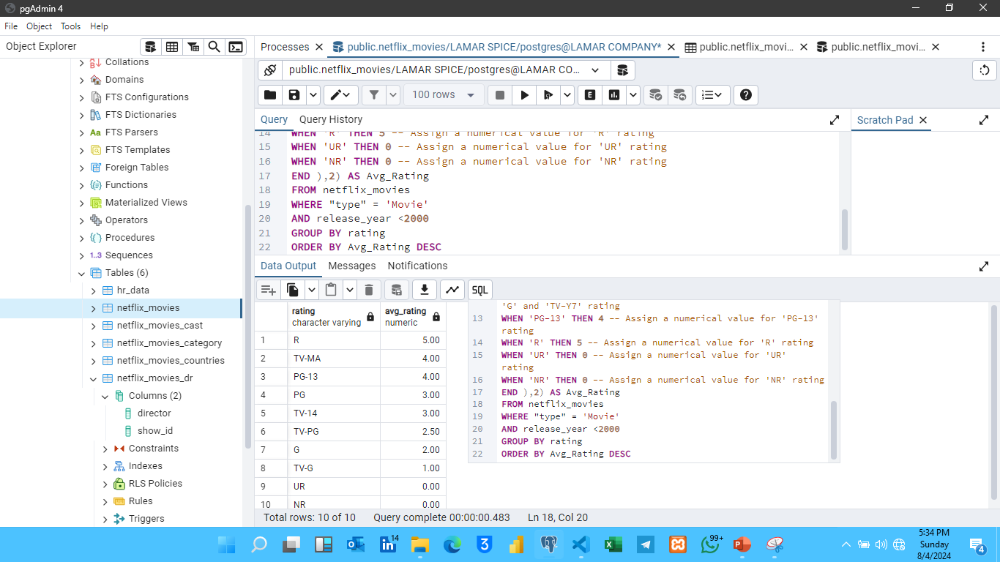 pgAdmin 4
File Object Tools Help
Object Explorer
Collations
Domains
FTS Configurations
FTS Dictionaries
Aa FTS Parsers
FTS Templates
Foreign Tables
Functions
Materialized Views
Operators
Procedures
1..3 Sequences
Tables (6)
hr_data
netflix_movies
netflix_movies_cast
netflix_movies_category
netflix_movies_countries
netflix_movies_dr
Columns (2)
director
show_id
Constraints
Indexes
RLS Policies
Rules
Triggers
Processes
public.netflix_movies/LAMAR SPICE/postgres@LAMAR COMPANY*
public.netflix_movi...
public.netflix_movi...
public.netflix_movies/LAMAR SPICE/postgres@LAMAR CO...
100 rows
E
Query Query History
Scratch Pad
14 WHEN 'R' THEN 5 -- Assign a numerical value for 'R' rating
15 WHEN 'UR' THEN 0 -- Assign a numerical value for 'UR' rating
16 WHEN 'NR' THEN 0 -- Assign a numerical value for 'NR' rating
17 END ),2) AS Avg_Rating
18 FROM netflix_movies
19 WHERE "type" = 'Movie'
20 AND release_year <2000
21 GROUP BY rating
22 ORDER BY Avg_Rating DESC
Data Output Messages Notifications
SQL
rating avg_rating
character varying numeric
1 R 5.00
2 TV-MA 4.00
3 PG-13 4.00
4 PG 3.00
5 TV-14 3.00
6 TV-PG 2.50
7 G 2.00
8 TV-G 1.00
9 UR 0.00
10 NR 0.00
'G' and 'TV-Y7' rating
13 WHEN 'PG-13' THEN 4 -- Assign a numerical value for 'PG-13'
rating
14 WHEN 'R' THEN 5 -- Assign a numerical value for 'R' rating
15 WHEN 'UR' THEN 0 -- Assign a numerical value for 'UR'
rating
16 WHEN 'NR' THEN 0 -- Assign a numerical value for 'NR' rating
17 END ),2) AS Avg_Rating
18 FROM netflix_movies
19 WHERE "type" = 'Movie'
20 AND release_year <2000
21 GROUP BY rating
22 ORDER BY Avg_Rating DESC
Total rows: 10 of 10 Query complete 00:00:00.483 Ln 18, Col 20
14
99+
5:34 PM
Sunday
8/4/2024
4